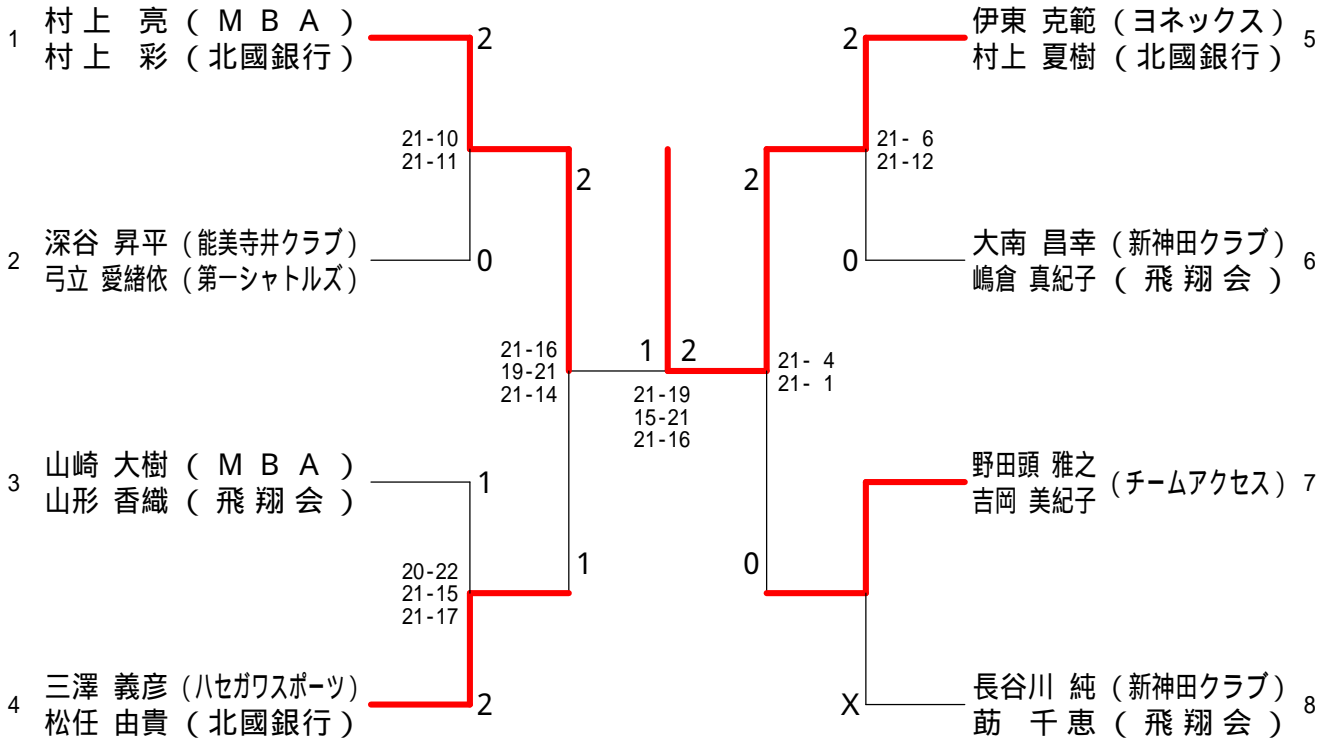 1
村上 亮 ( M B A )
村上 彩 ( 北國銀行 )
2
21-10
21-11
2
深谷 昇平 (能美寺井クラブ)
弓立 愛緒依 (第一シャトルズ)
0
2
21-16
19-21
21-14
3
山崎 大樹 ( M B A )
山形 香織 ( 飛翔会 )
1
20-22
21-15
21-17
1
4
三澤 義彦 (ハセガワスポーツ)
松任 由貴 ( 北國銀行 )
2
1
2
21-19
15-21
21-16
2
伊東 克範 (ヨネックス)
村上 夏樹 ( 北國銀行 )
5
21- 6
21-12
2
0
大南 昌幸 (新神田クラブ)
嶋倉 真紀子 ( 飛翔会 )
6
21- 4
21- 1
野田頭 雅之
吉岡 美紀子
(チームアクセス)
7
0
X
長谷川 純 (新神田クラブ)
莇 千恵 ( 飛翔会 )
8